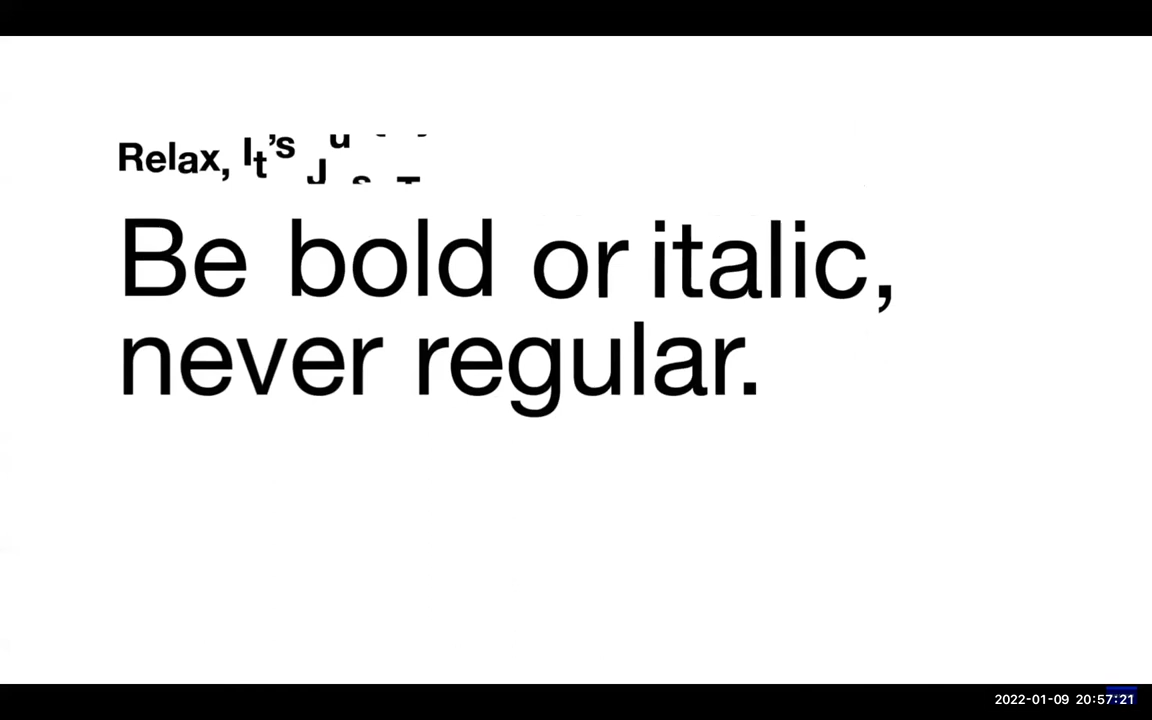 Relax, It’s
Be bold or italic,
never regular.
2022-01-09 20:57:21